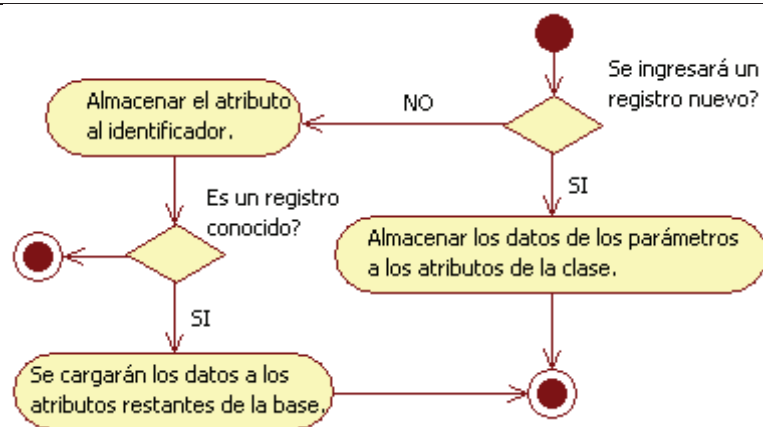 Se ingresará un
registro nuevo?
Almacenar el atributo
al identificador.
NO
SI
Es un registro
conocido?
Almacenar los datos de los parámetros
a los atributos de la clase.
SI
Se cargarán los datos a los
atributos restantes de la base.